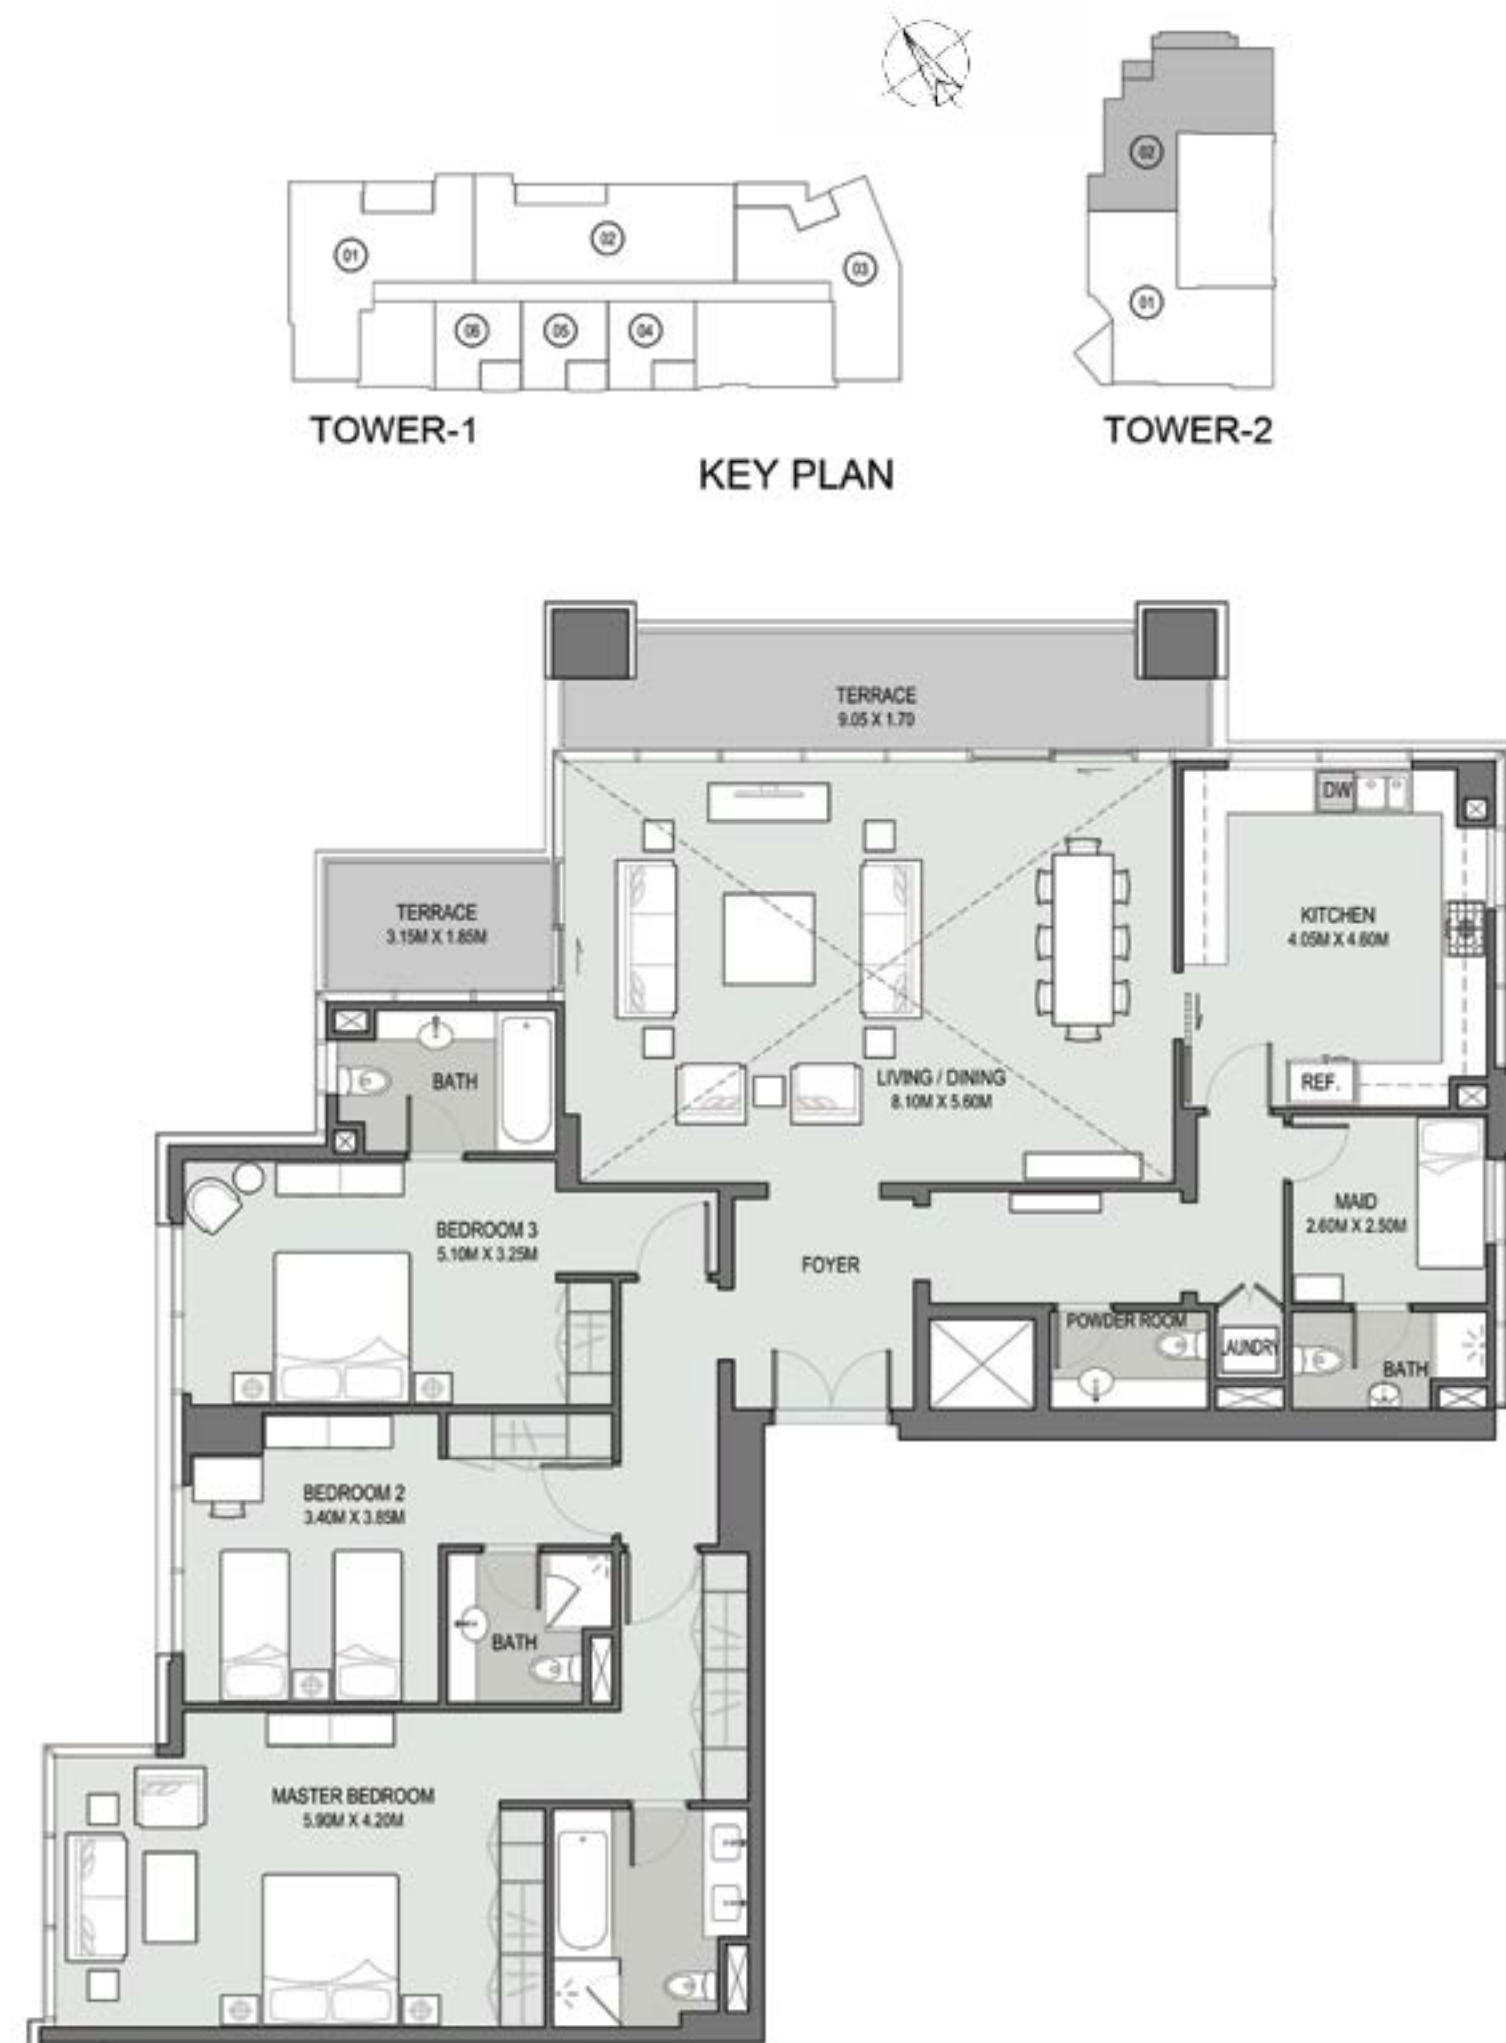 02
01
02
03
06
05
04
01
TOWER-1
TOWER-2
KEY PLAN
TERRACE
9.05 X 1.70
DW
TERRACE
3.15M X 1.85M
KITCHEN
4.05M X 4.60M
BATH
LIVING / DINING
8.10M X 5.60M
REF.
MAID
2.60M X 2.50M
BEDROOM 3
5.10M X 3.25M
FOYER
POWDER ROOM
LAUNDRY
BATH
BEDROOM 2
3.40M X 3.85M
BATH
MASTER BEDROOM
5.90M X 4.20M